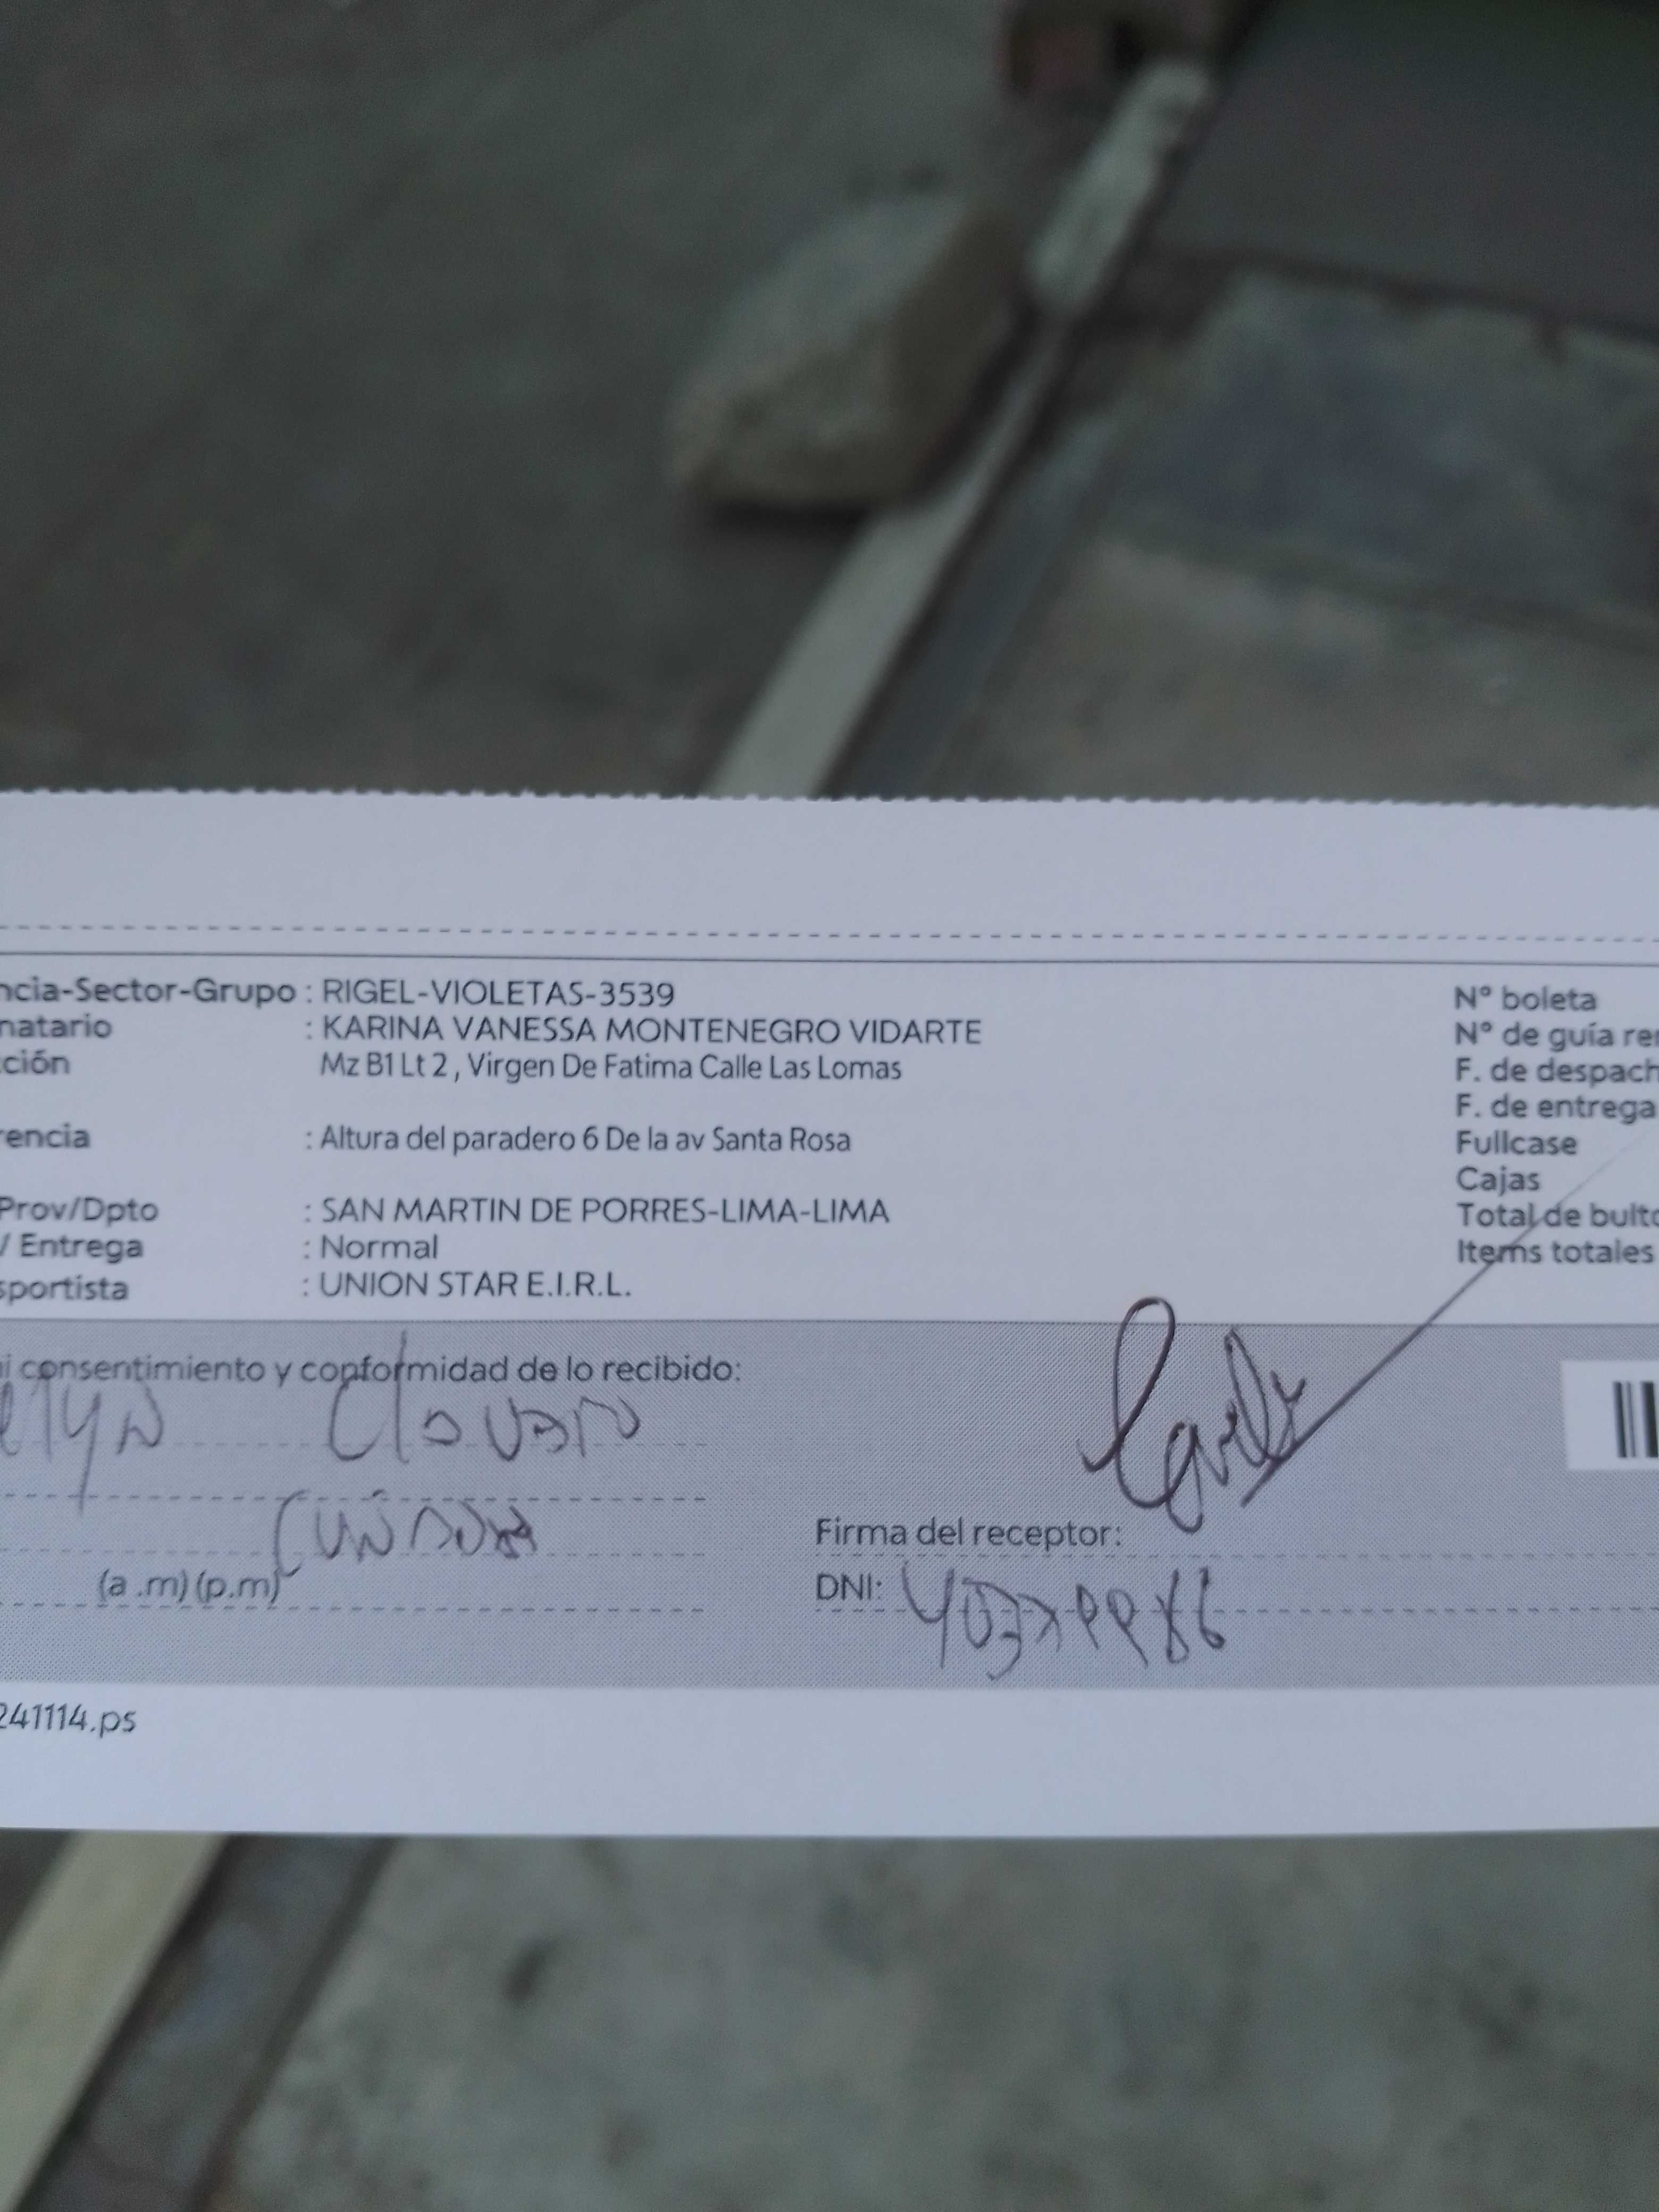 ncia-Sector-Grupo : RIGEL-VIOLETAS-3539
natario : KARINA VANESSA MONTENEGRO VIDARTE
ción Mz B1 Lt 2 , Virgen De Fatima Calle Las Lomas
rencia : Altura del paradero 6 De la av Santa Rosa
Prov/Dpto : SAN MARTIN DE PORRES-LIMA-LIMA
/ Entrega : Normal
sportista : UNION STAR E.I.R.L.
N° boleta
N° de guía re
F. de despach
F. de entrega
Fullcase
Cajas
Total de bulto
Items totales
i consentimiento y conformidad de lo recibido:
(a .m) (p.m)
Firma del receptor:
DNI:
241114.ps